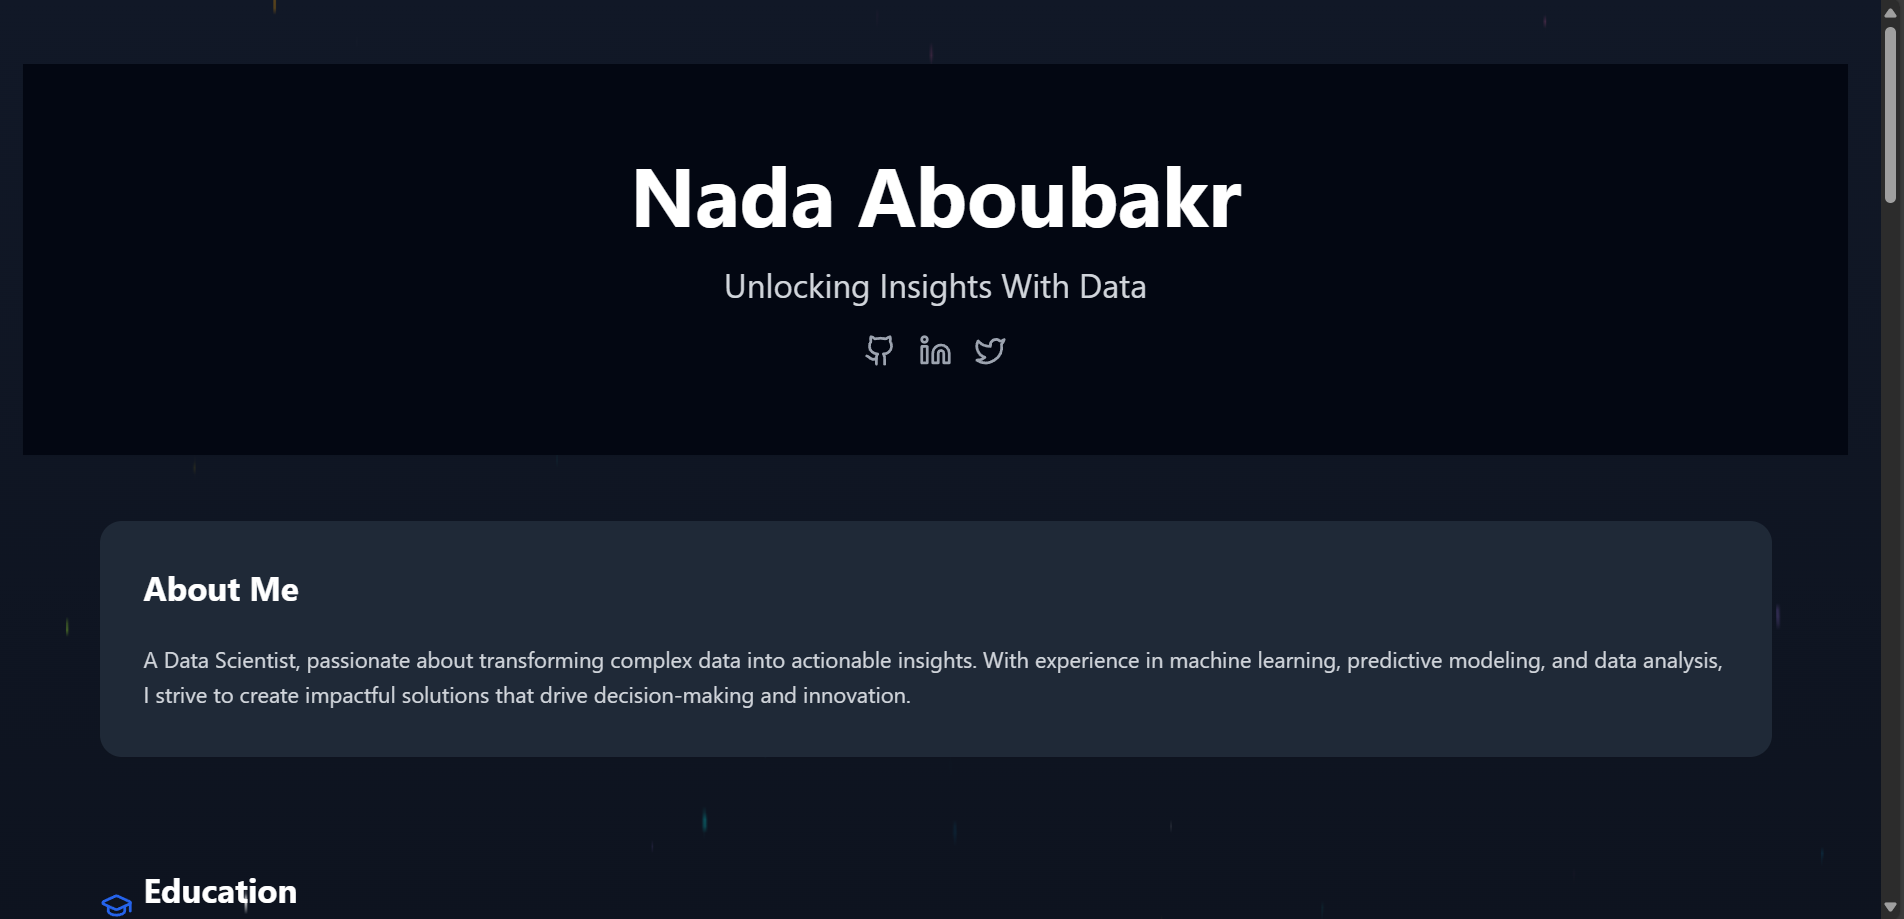 Nada Aboubakr
Unlocking Insights With Data
About Me
A Data Scientist, passionate about transforming complex data into actionable insights. With experience in machine learning, predictive modeling, and data analysis,
I strive to create impactful solutions that drive decision-making and innovation.
Education